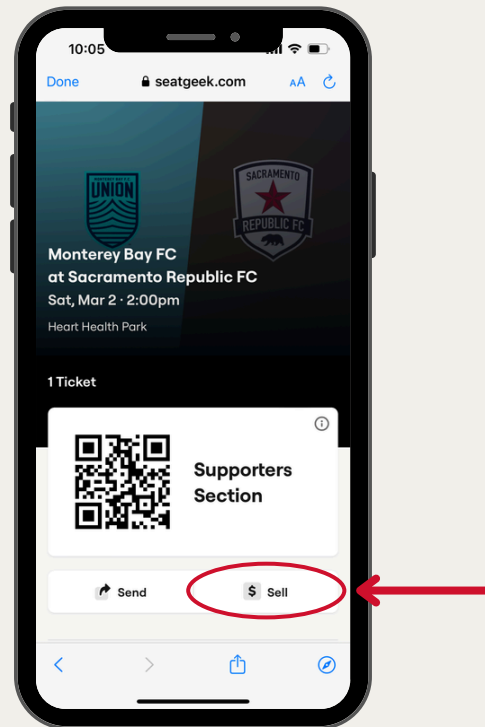 10:05
Done
seatgeek.com
AA
UNION
SACRAMENTO
REPUBLIC FC
Monterey Bay FC
at Sacramento Republic FC
Sat, Mar 2 · 2:00pm
Heart Health Park
1 Ticket
Supporters
Section
Send
$ Sell